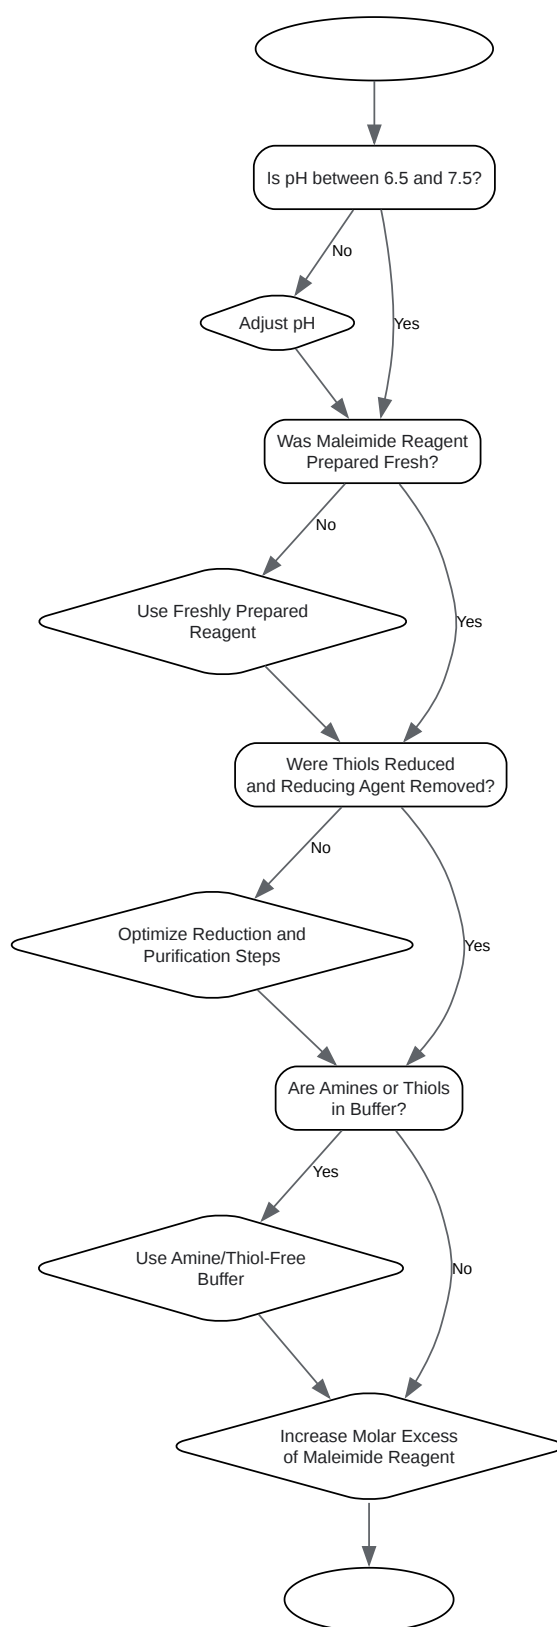 Is pH between 6.5 and 7.5?
No
Adjust pH
Yes
Was Maleimide Reagent
Prepared Fresh?
No
Use Freshly Prepared
Reagent
Yes
Were Thiols Reduced
and Reducing Agent Removed?
No
Optimize Reduction and
Purification Steps
Yes
Are Amines or Thiols
in Buffer?
Yes
Use Amine/Thiol-Free
Buffer
No
Increase Molar Excess
of Maleimide Reagent